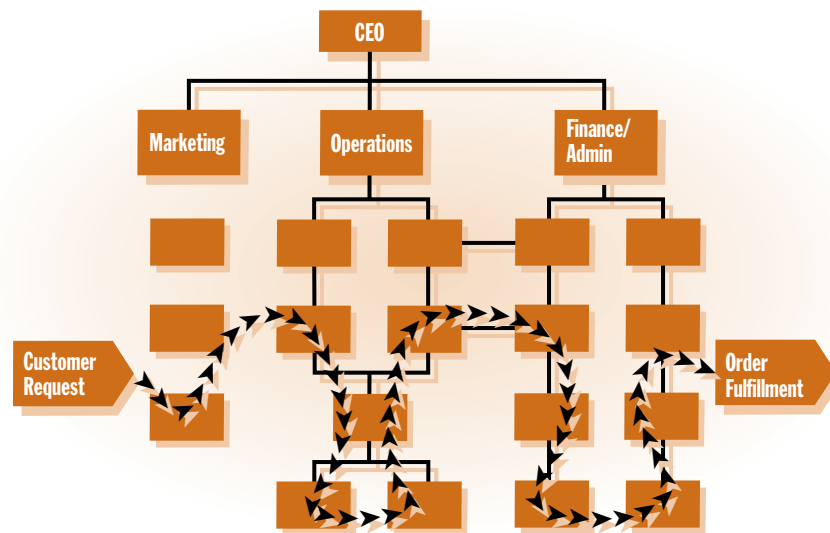 CEO
Marketing
Operations
Finance/
Admin
Customer
Request
Order
Fulfillment